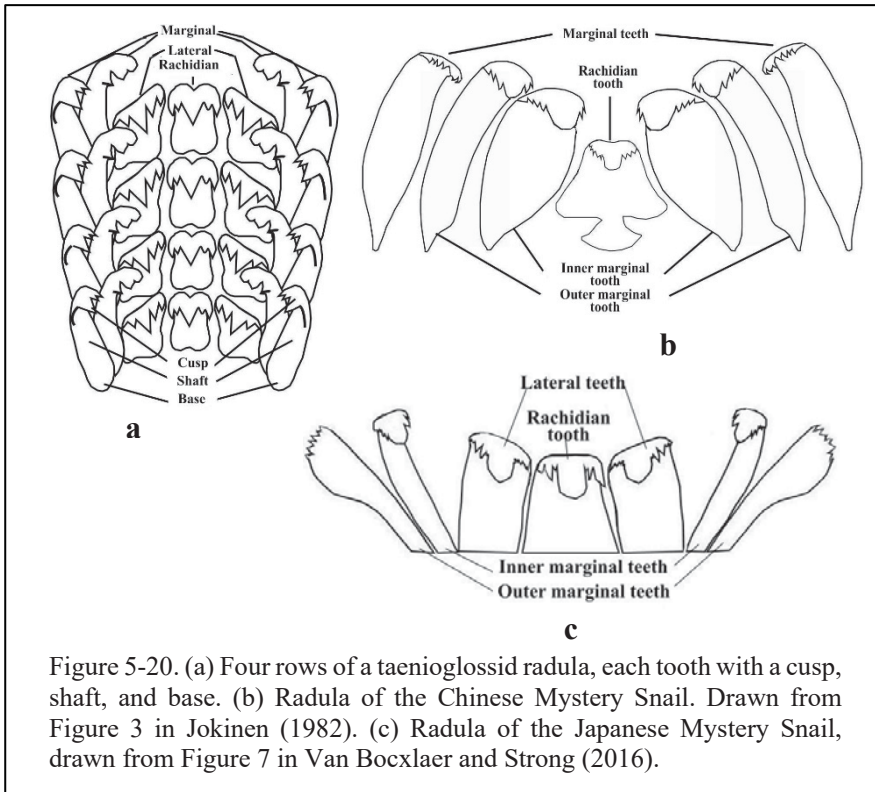 Marginal
Lateral
Rachidian
Cusp
Shaft
Base
a
Marginal teeth
Rachidian
tooth
Inner marginal
tooth
Outer marginal
tooth
b
Lateral teeth
Rachidian
tooth
Inner marginal teeth
Outer marginal teeth
c
Figure 5-20. (a) Four rows of a taenioglossid radula, each tooth with a cusp,
shaft, and base. (b) Radula of the Chinese Mystery Snail. Drawn from
Figure 3 in Jokinen (1982). (c) Radula of the Japanese Mystery Snail,
drawn from Figure 7 in Van Bocxlaer and Strong (2016).